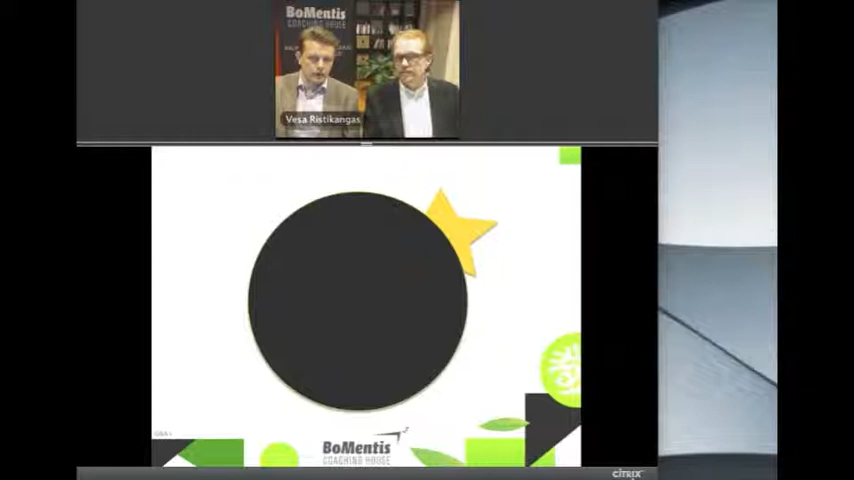 BoMentis
COACHING HOUSE
Vesa Ristikangas
BoMentis
COACHING HOUSE
CITRIX